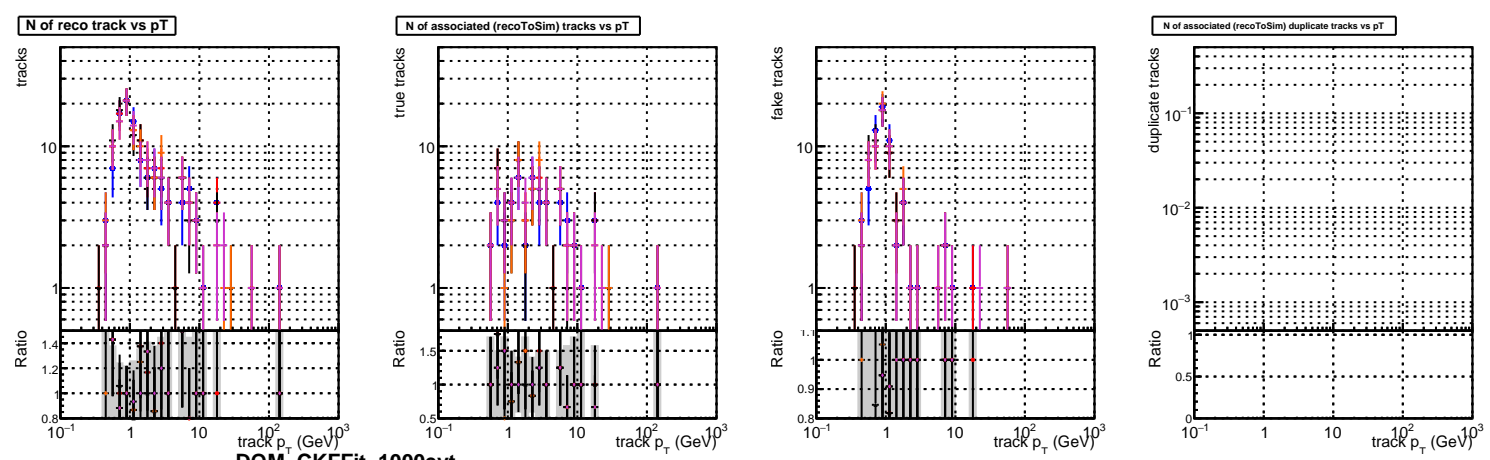 N of reco track vs pT
tracks
10
1
Ratio
1.4
1.2
1
0.8
10⁻¹ 1 10 10² 10³
track p_T (GeV)
N of associated (recoToSim) tracks vs pT
true tracks
10
1
Ratio
1.5
1
0.5
10⁻¹ 1 10 10² 10³
track p_T (GeV)
fake tracks
10
1
Ratio
1.1
1
0.9
0.8
10⁻¹ 1 10 10² 10³
track p_T (GeV)
N of associated (recoToSim) duplicate tracks vs pT
duplicate tracks
10⁻¹
10⁻²
10⁻³
Ratio
1
0.5
0
10⁻¹ 1 10 10² 10³
track p_T (GeV)